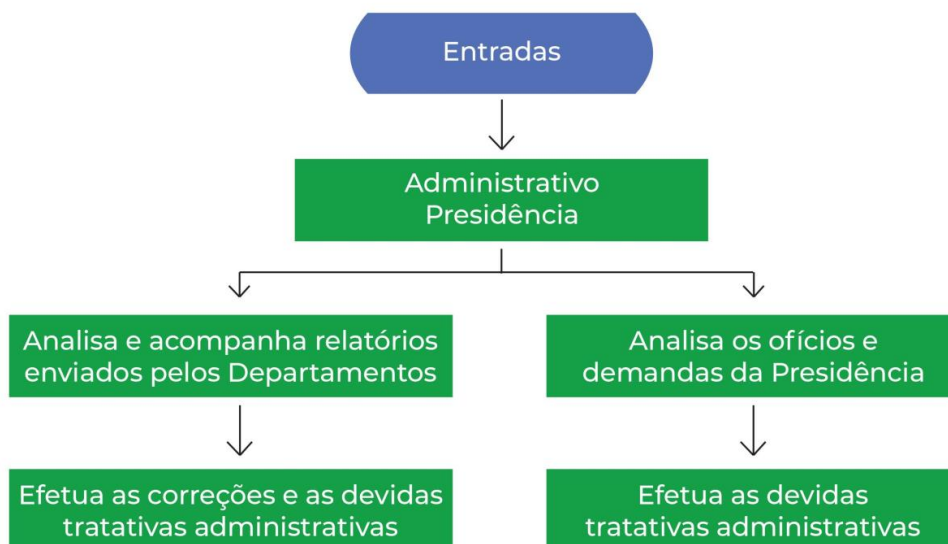 Entradas
Administrativo
Presidência
Analisa e acompanha relatórios
enviados pelos Departamentos
Analisa os ofícios e
demandas da Presidência
Efetua as correções e as devidas
tratativas administrativas
Efetua as devidas
tratativas administrativas